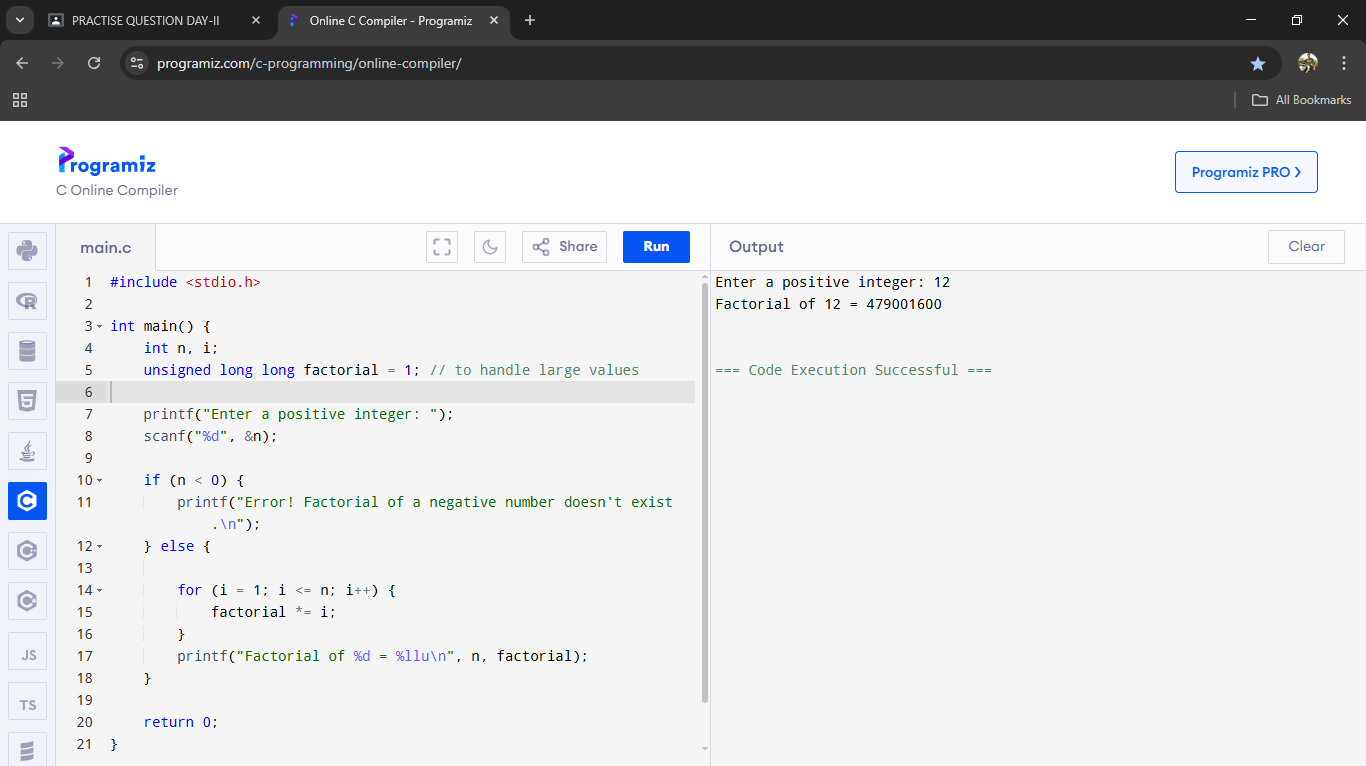 PRACTISE QUESTION DAY-II
Online C Compiler - Programiz
programiz.com/c-programming/online-compiler/
All Bookmarks
Programiz
C Online Compiler
Programiz PRO
main.c
Share
Run
Output
Clear
1 #include <stdio.h>
2
3 int main() {
4     int n, i;
5     unsigned long long factorial = 1; // to handle large values
6
7     printf("Enter a positive integer: ");
8     scanf("%d", &n);
9
10     if (n < 0) {
11         printf("Error! Factorial of a negative number doesn't exist
.\n");
12     } else {
13
14         for (i = 1; i <= n; i++) {
15             factorial *= i;
16         }
17         printf("Factorial of %d = %llu\n", n, factorial);
18     }
19
20     return 0;
21 }
Enter a positive integer: 12
Factorial of 12 = 479001600
=== Code Execution Successful ===
JS
TS